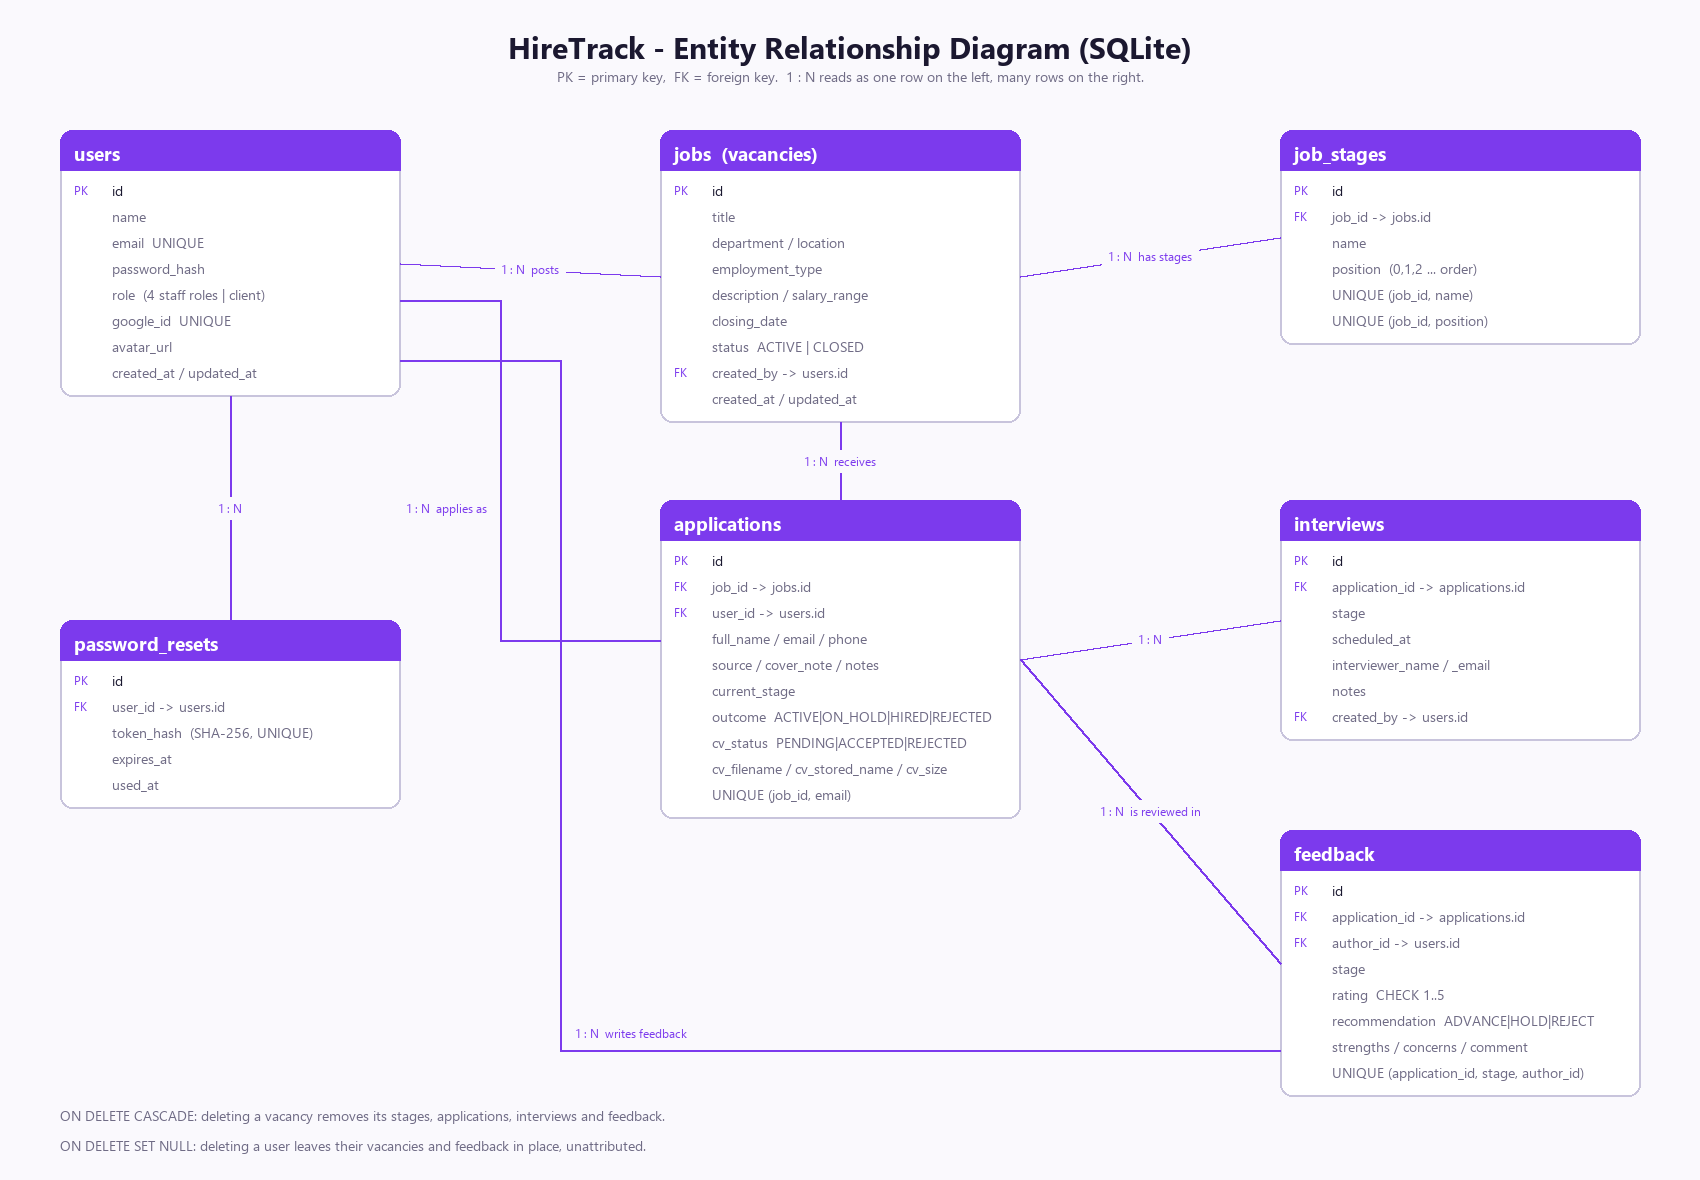 HireTrack - Entity Relationship Diagram (SQLite)
PK = primary key,  FK = foreign key.  1 : N reads as one row on the left, many rows on the right.
users
PK id
name
email  UNIQUE
password_hash
role  (4 staff roles | client)
google_id  UNIQUE
avatar_url
created_at / updated_at
1 : N  posts
jobs  (vacancies)
PK id
title
department / location
employment_type
description / salary_range
closing_date
status  ACTIVE | CLOSED
FK created_by -> users.id
created_at / updated_at
1 : N  has stages
job_stages
PK id
FK job_id -> jobs.id
name
position  (0,1,2 ... order)
UNIQUE (job_id, name)
UNIQUE (job_id, position)
1 : N  receives
1 : N
1 : N  applies as
applications
PK id
FK job_id -> jobs.id
FK user_id -> users.id
full_name / email / phone
source / cover_note / notes
current_stage
outcome  ACTIVE|ON_HOLD|HIRED|REJECTED
cv_status  PENDING|ACCEPTED|REJECTED
cv_filename / cv_stored_name / cv_size
UNIQUE (job_id, email)
1 : N
interviews
PK id
FK application_id -> applications.id
stage
scheduled_at
interviewer_name / _email
notes
FK created_by -> users.id
password_resets
PK id
FK user_id -> users.id
token_hash  (SHA-256, UNIQUE)
expires_at
used_at
1 : N  is reviewed in
feedback
PK id
FK application_id -> applications.id
FK author_id -> users.id
stage
rating  CHECK 1..5
recommendation  ADVANCE|HOLD|REJECT
strengths / concerns / comment
UNIQUE (application_id, stage, author_id)
1 : N  writes feedback
ON DELETE CASCADE: deleting a vacancy removes its stages, applications, interviews and feedback.
ON DELETE SET NULL: deleting a user leaves their vacancies and feedback in place, unattributed.